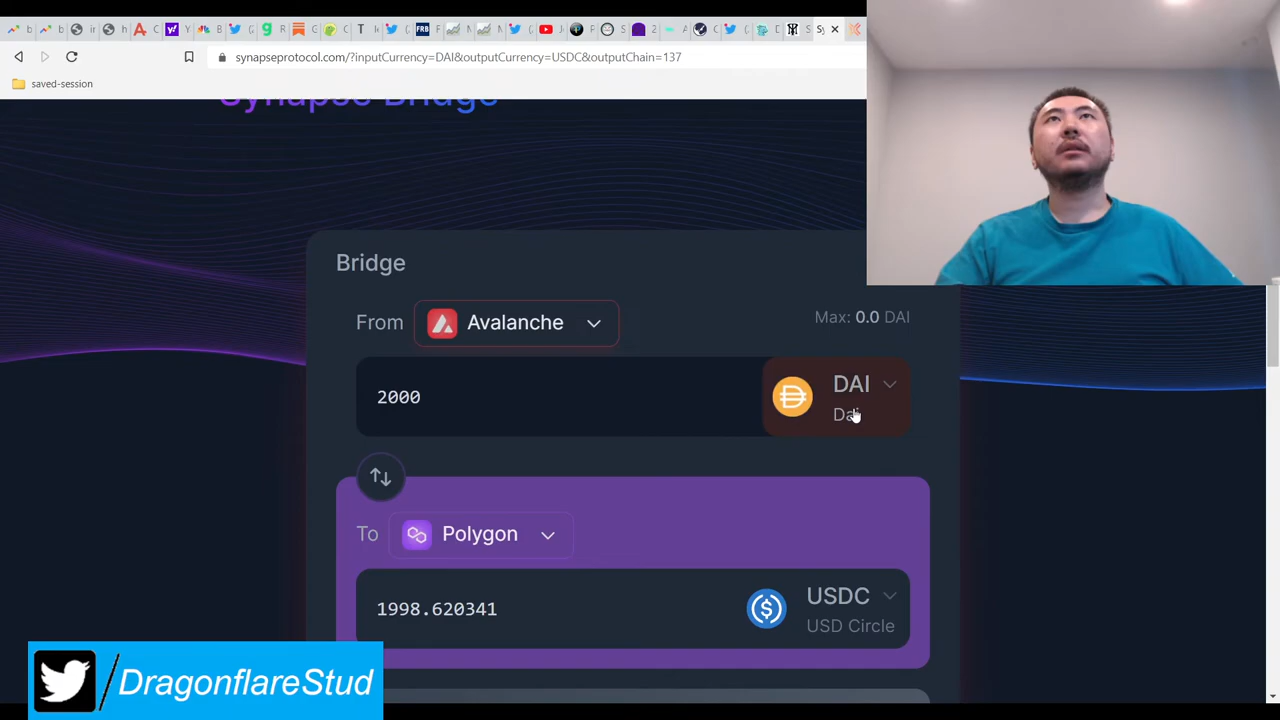 synapseprotocol.com/?inputCurrency=DAI&outputCurrency=USDC&outputChain=137
saved-session
Synapse Bridge
Bridge
From Avalanche
Max: 0.0 DAI
2000
DAI
Dai
To Polygon
1998.620341
USDC
USD Circle
/DragonflareStud